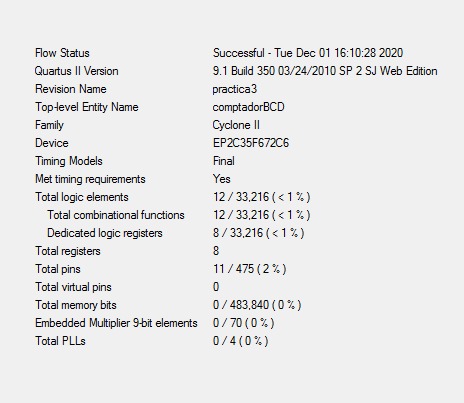 Flow Status Successful - Tue Dec 01 16:10:28 2020
Quartus II Version 9.1 Build 350 03/24/2010 SP 2 SJ Web Edition
Revision Name practica3
Top-level Entity Name comptadorBCD
Family Cyclone II
Device EP2C35F672C6
Timing Models Final
Met timing requirements Yes
Total logic elements 12 / 33,216 ( < 1 % )
Total combinational functions 12 / 33,216 ( < 1 % )
Dedicated logic registers 8 / 33,216 ( < 1 % )
Total registers 8
Total pins 11 / 475 ( 2 % )
Total virtual pins 0
Total memory bits 0 / 483,840 ( 0 % )
Embedded Multiplier 9-bit elements 0 / 70 ( 0 % )
Total PLLs 0 / 4 ( 0 % )